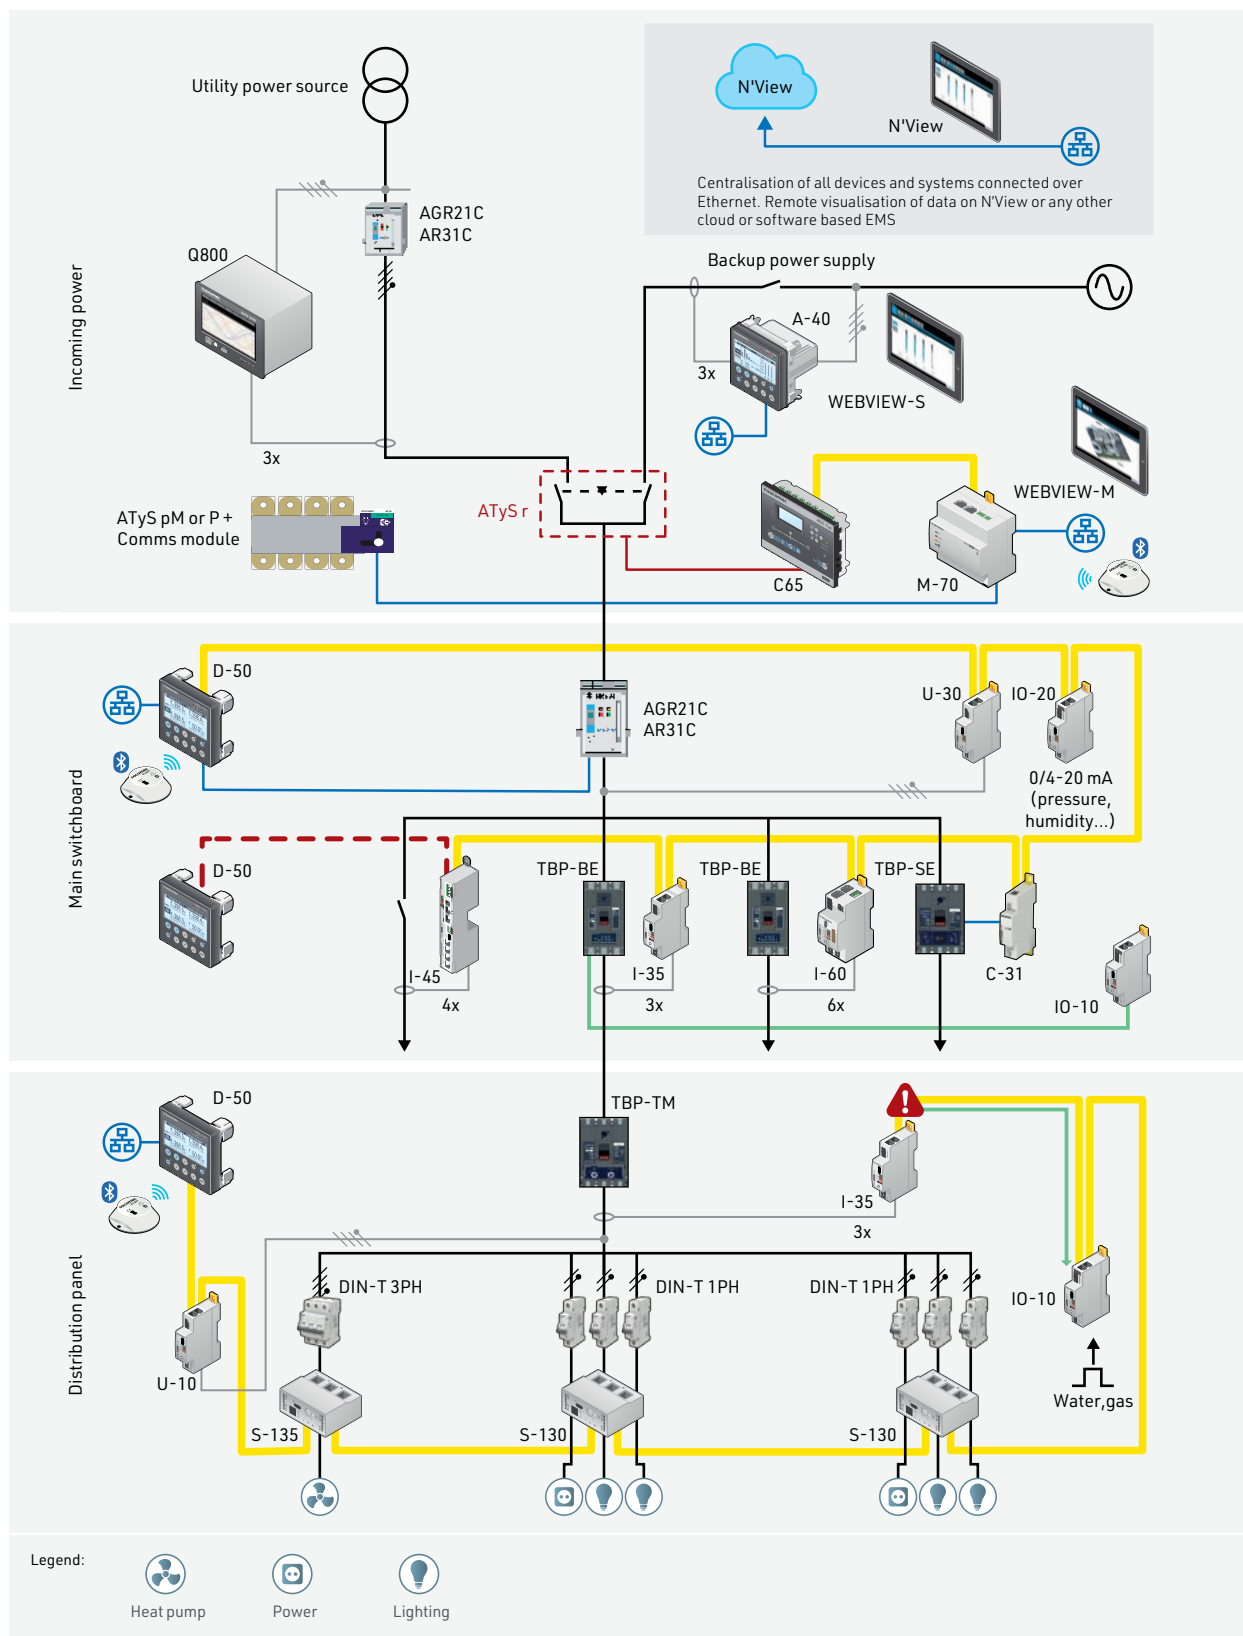 Utility power source
N'View
N'View
Centralisation of all devices and systems connected over
Ethernet. Remote visualisation of data on N'View or any other
cloud or software based EMS
AGR21C
AR31C
Q800
Incoming power
Backup power supply
A-40
3x
WEBVIEW-S
3x
WEBVIEW-M
ATyS r
ATyS pM or P +
Comms module
C65
M-70
D-50
U-30
IO-20
AGR21C
AR31C
0/4-20 mA
(pressure,
humidity...)
Main switchboard
D-50
TBP-BE
TBP-BE
TBP-SE
I-45
I-35
I-60
C-31
4x
3x
6x
IO-10
D-50
TBP-TM
I-35
3x
Distribution panel
DIN-T 3PH
DIN-T 1PH
DIN-T 1PH
IO-10
U-10
Water,gas
S-135
S-130
S-130
Legend:
Heat pump
Power
Lighting